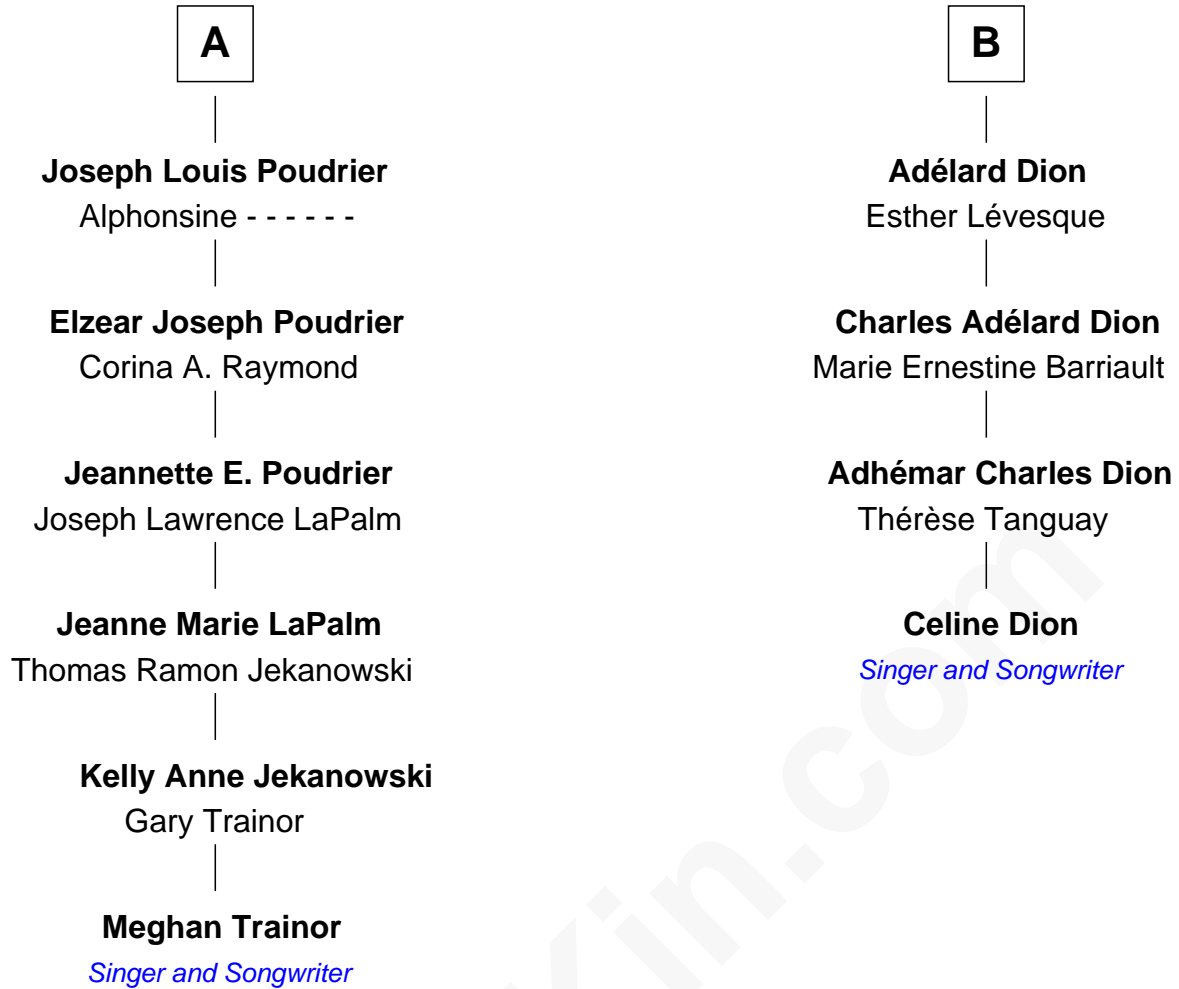 A
Joseph Louis Poudrier
Alphonsine - - - - - -
Elzear Joseph Poudrier
Corina A. Raymond
Jeannette E. Poudrier
Joseph Lawrence LaPalm
Jeanne Marie LaPalm
Thomas Ramon Jekanowski
Kelly Anne Jekanowski
Gary Trainor
Meghan Trainor
Singer and Songwriter
B
Adélard Dion
Esther Lévesque
Charles Adélard Dion
Marie Ernestine Barriault
Adhémar Charles Dion
Thérèse Tanguay
Celine Dion
Singer and Songwriter
Kin.com